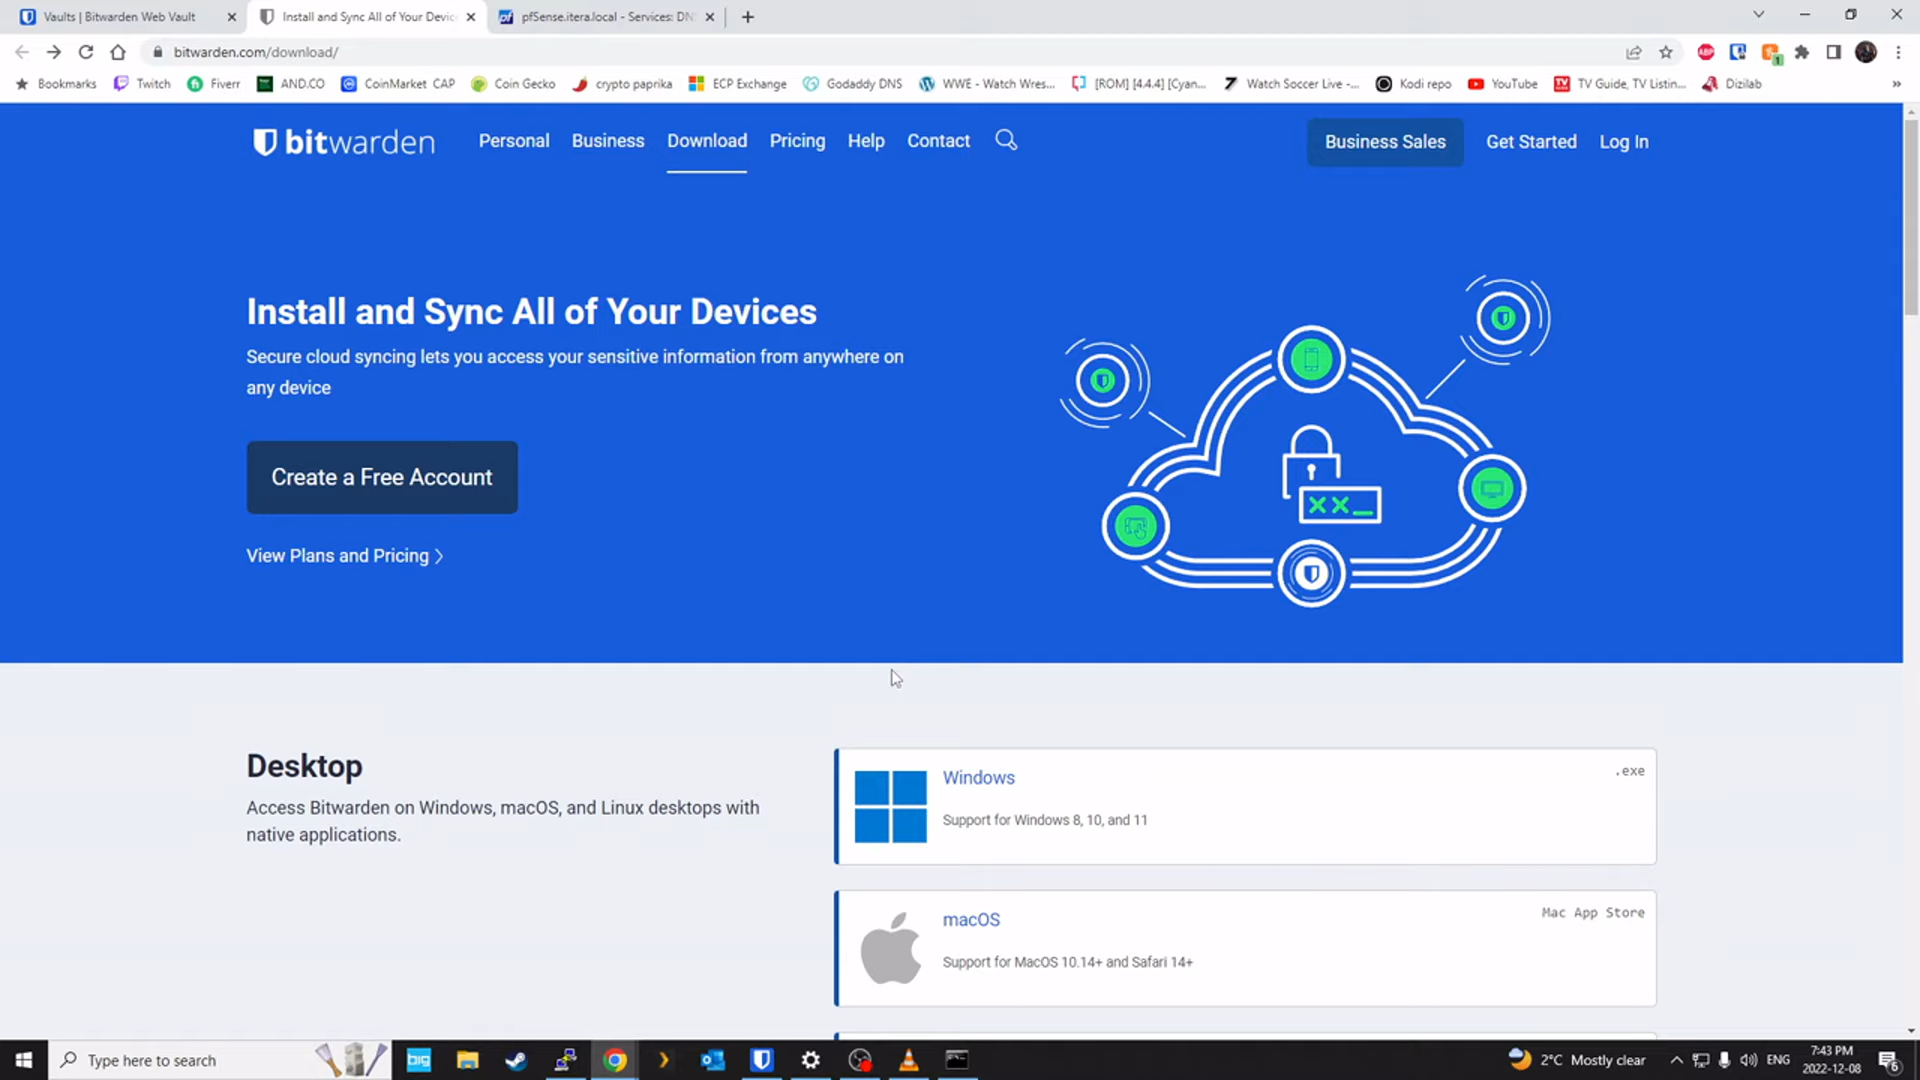 Vaults | Bitwarden Web Vault
Install and Sync All of Your Devic
pfSense.itera.local - Services: DN
bitwarden.com/download/
ABP
1
Bookmarks
Twitch
Fiverr
AND.CO
CoinMarket CAP
Coin Gecko
crypto paprika
ECP Exchange
Godaddy DNS
WWE - Watch Wres...
[ROM] [4.4.4] [Cyan...
Watch Soccer Live -...
Kodi repo
YouTube
TV Guide, TV Listin...
Dizilab
bitwarden
Personal
Business
Download
Pricing
Help
Contact
Business Sales
Get Started
Log In
Install and Sync All of Your Devices
Secure cloud syncing lets you access your sensitive information from anywhere on
any device
Create a Free Account
View Plans and Pricing
XX_
Desktop
Access Bitwarden on Windows, macOS, and Linux desktops with
native applications.
Windows
.exe
Support for Windows 8, 10, and 11
macOS
Mac App Store
Support for MacOS 10.14+ and Safari 14+
Type here to search
2°C Mostly clear
ENG
7:43 PM
2022-12-08
6